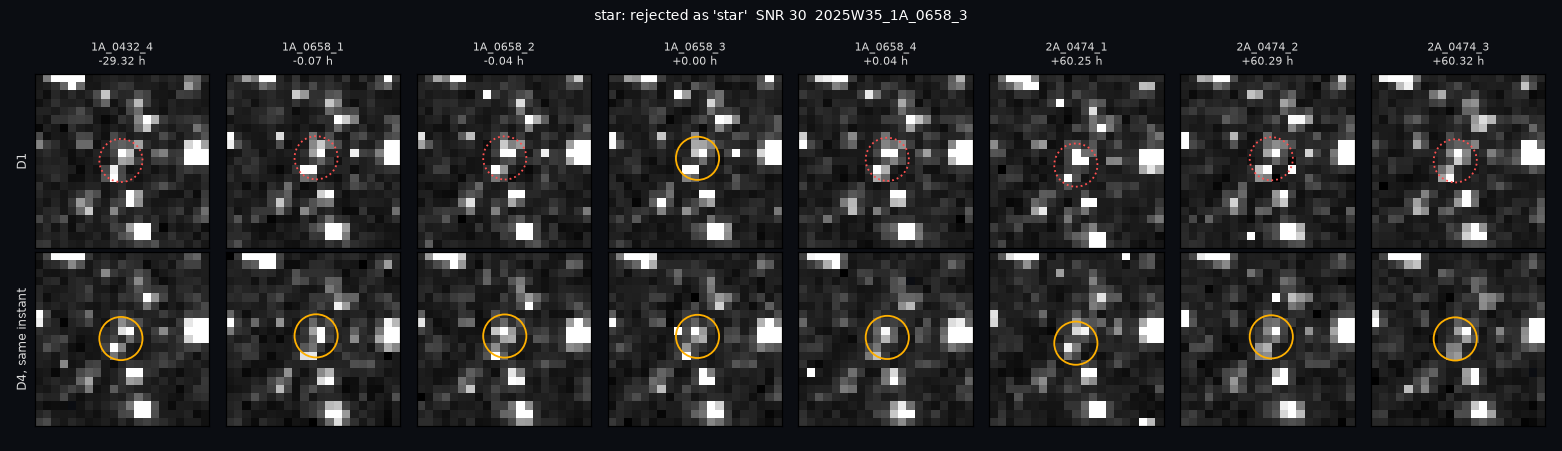 star: rejected as 'star'  SNR 30  2025W35_1A_0658_3
1A_0432_4
-29.32 h
1A_0658_1
-0.07 h
1A_0658_2
-0.04 h
1A_0658_3
+0.00 h
1A_0658_4
+0.04 h
2A_0474_1
+60.25 h
2A_0474_2
+60.29 h
2A_0474_3
+60.32 h
D1
D4, same instant